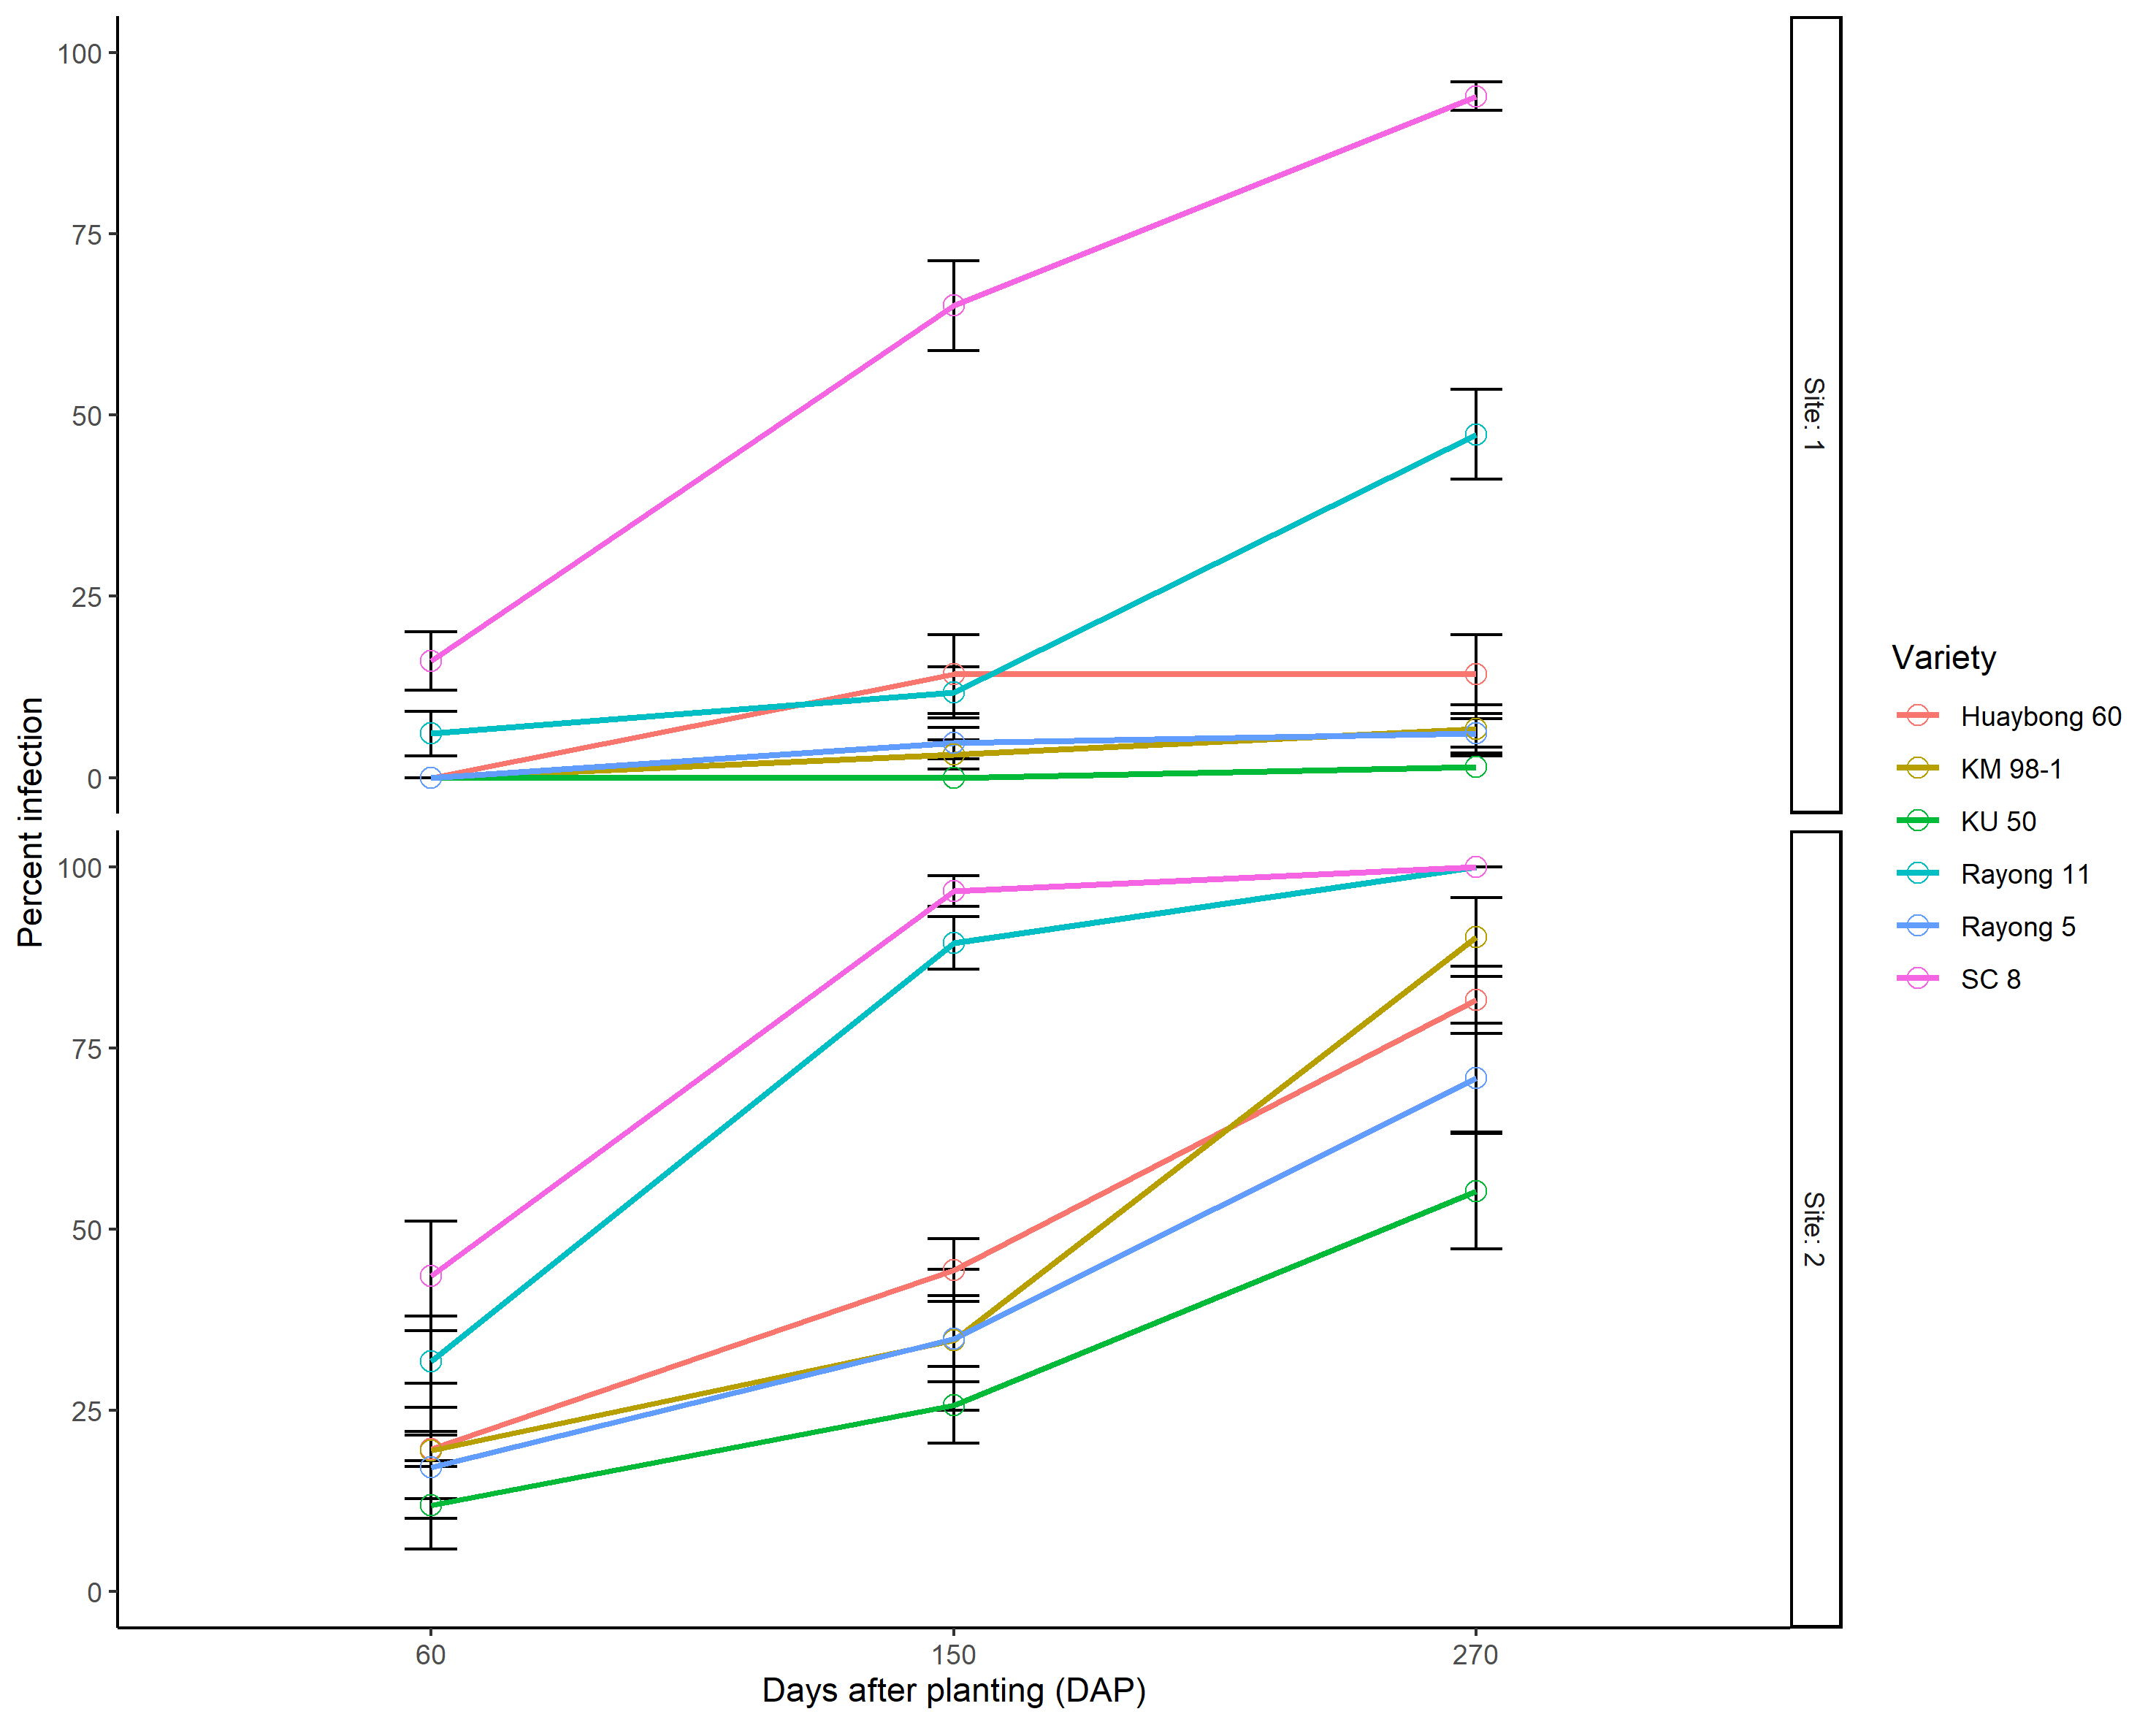 Percent infection
100
75
50
25
0
Site: 1
100
75
50
25
0
Site: 2
60
150
270
Days after planting (DAP)
Variety
Huaybong 60
KM 98-1
KU 50
Rayong 11
Rayong 5
SC 8